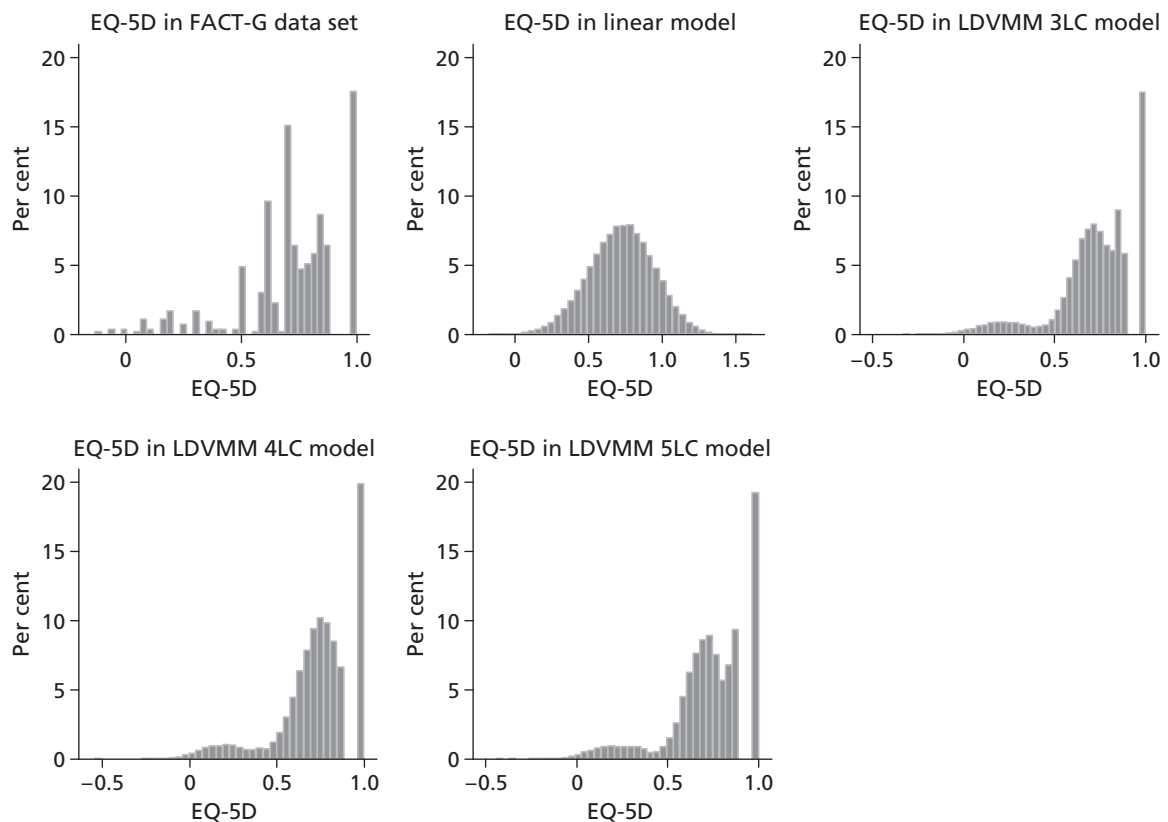 EQ-5D in FACT-G data set
20
15
10
5
0
Per cent
0
0.5
1.0
EQ-5D
EQ-5D in linear model
20
15
10
5
0
Per cent
0
0.5
1.0
1.5
EQ-5D
EQ-5D in LDVMM 3LC model
20
15
10
5
0
Per cent
−0.5
0
0.5
1.0
EQ-5D
EQ-5D in LDVMM 4LC model
20
15
10
5
0
Per cent
−0.5
0
0.5
1.0
EQ-5D
EQ-5D in LDVMM 5LC model
20
15
10
5
0
Per cent
−0.5
0
0.5
1.0
EQ-5D